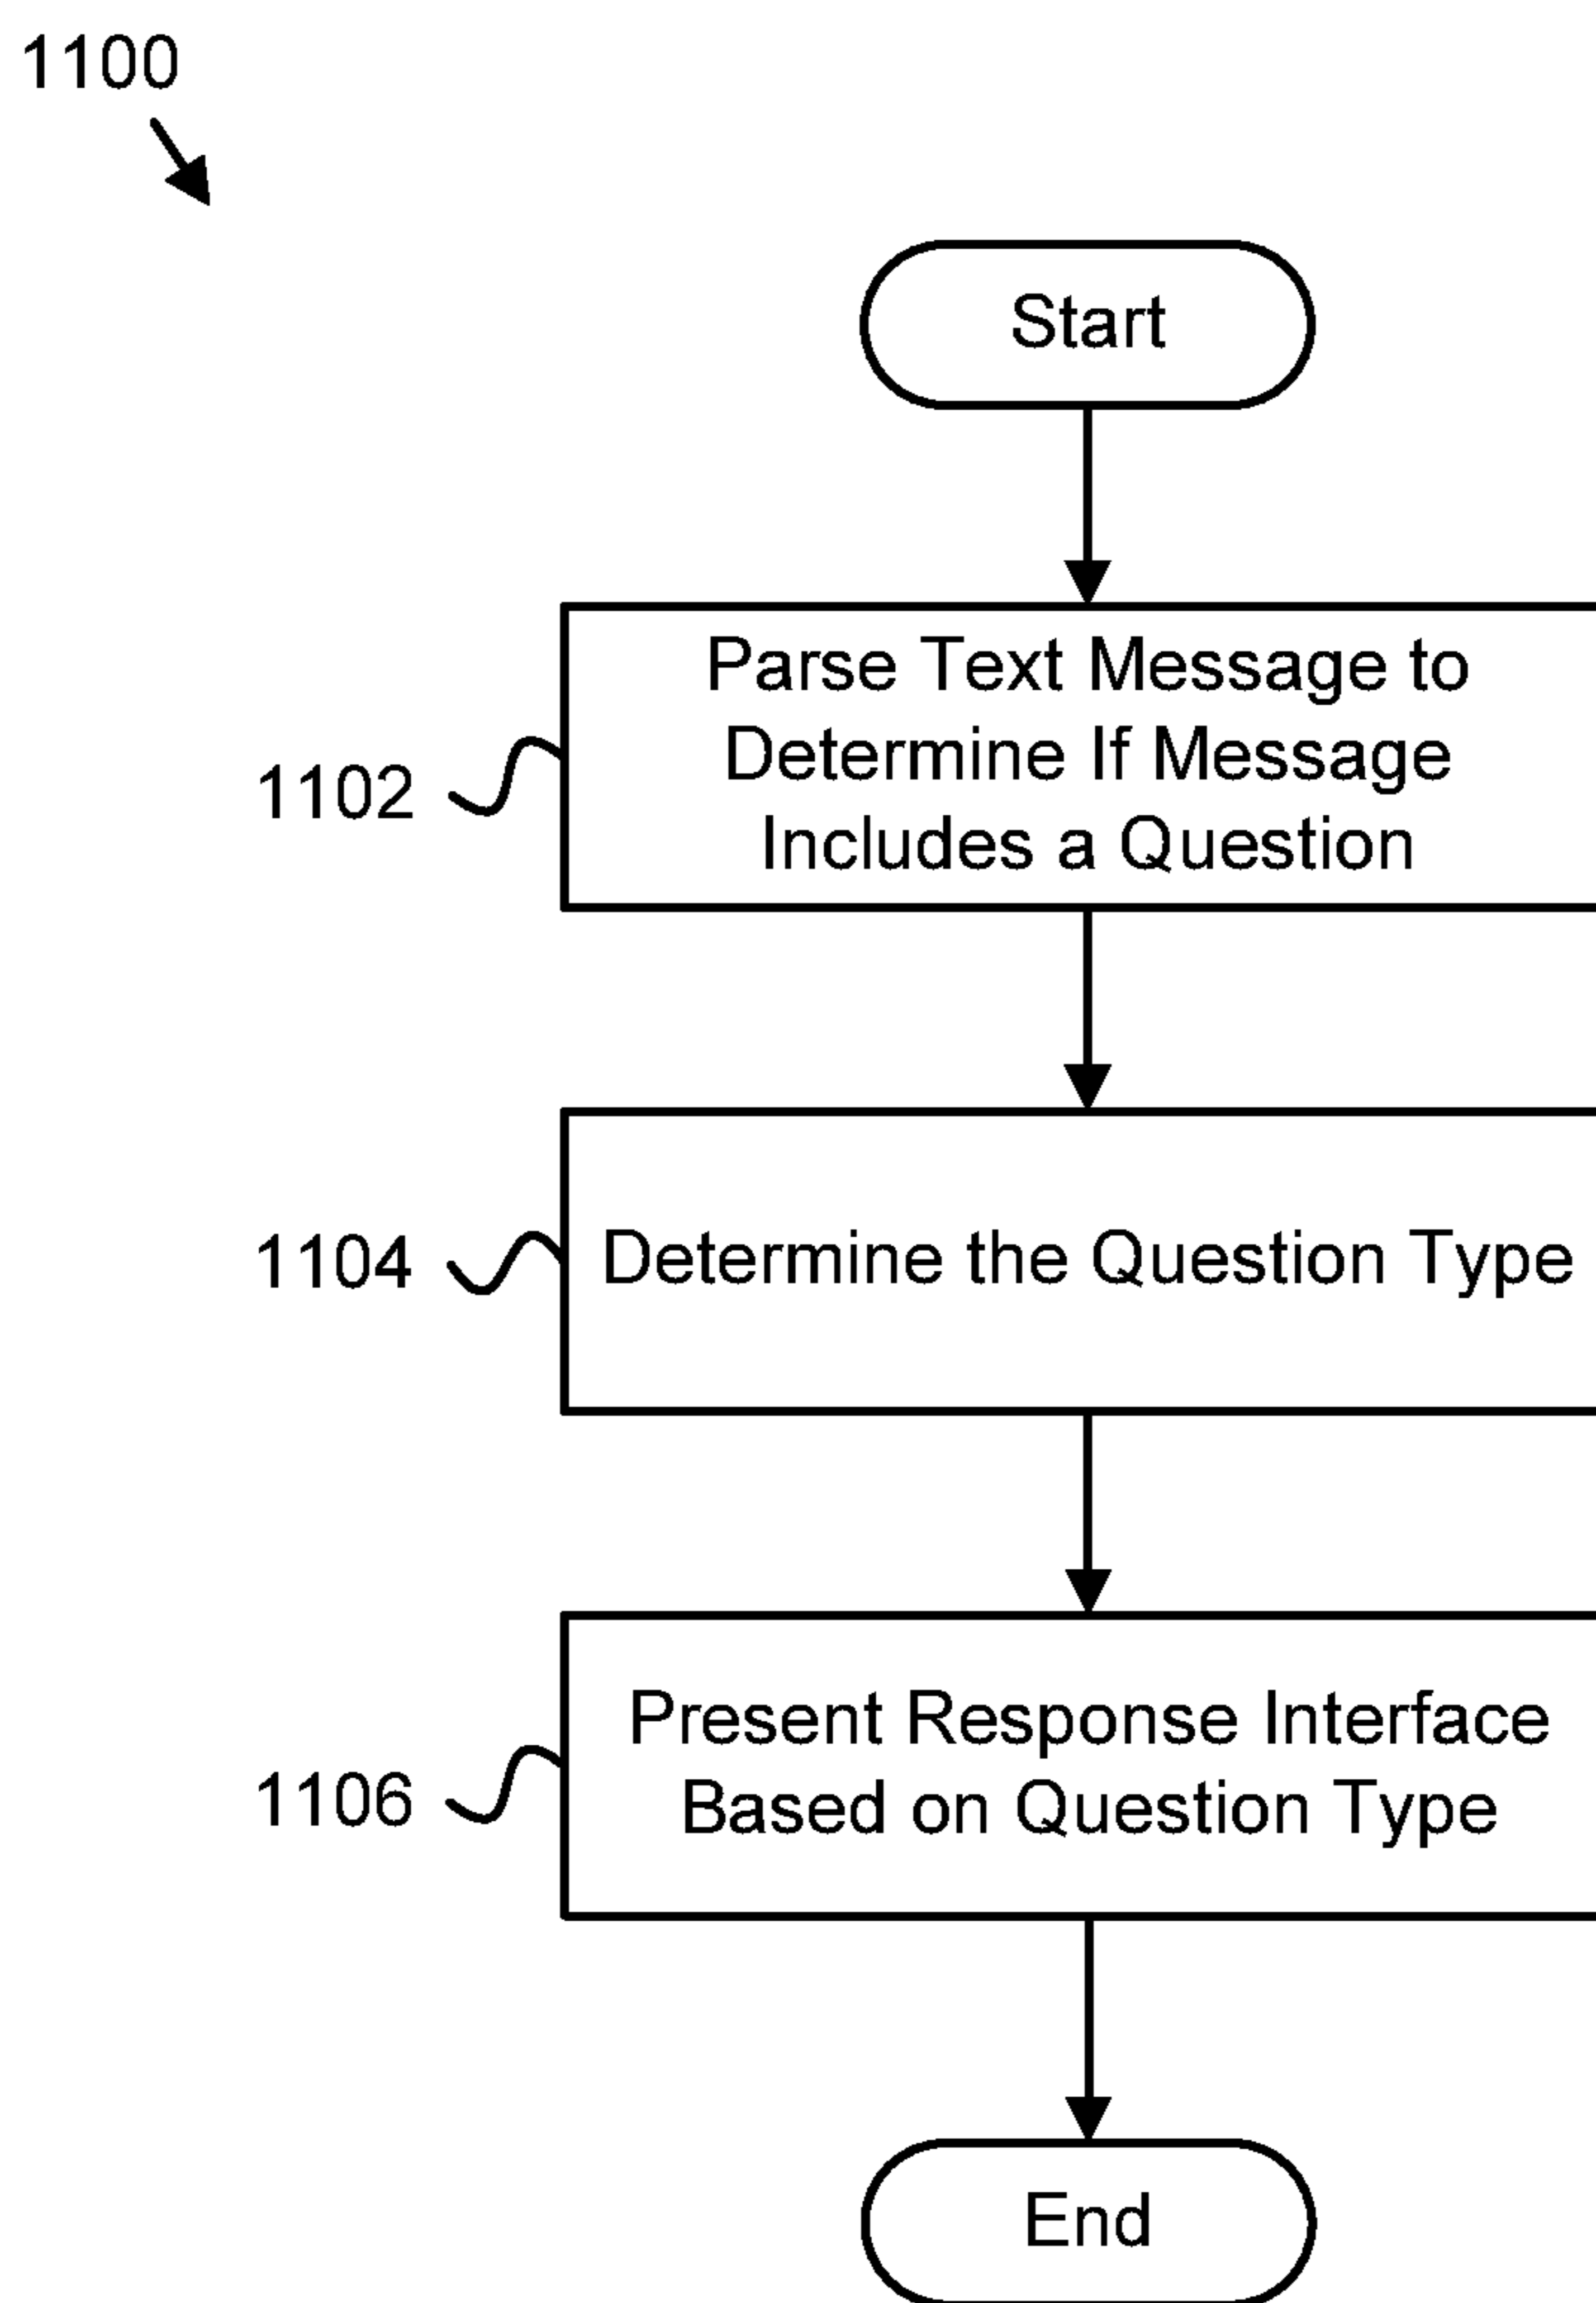 1100
Start
Parse Text Message to
Determine If Message
Includes a Question
1102
Determine the Question Type
1104
Present Response Interface
Based on Question Type
1106
End